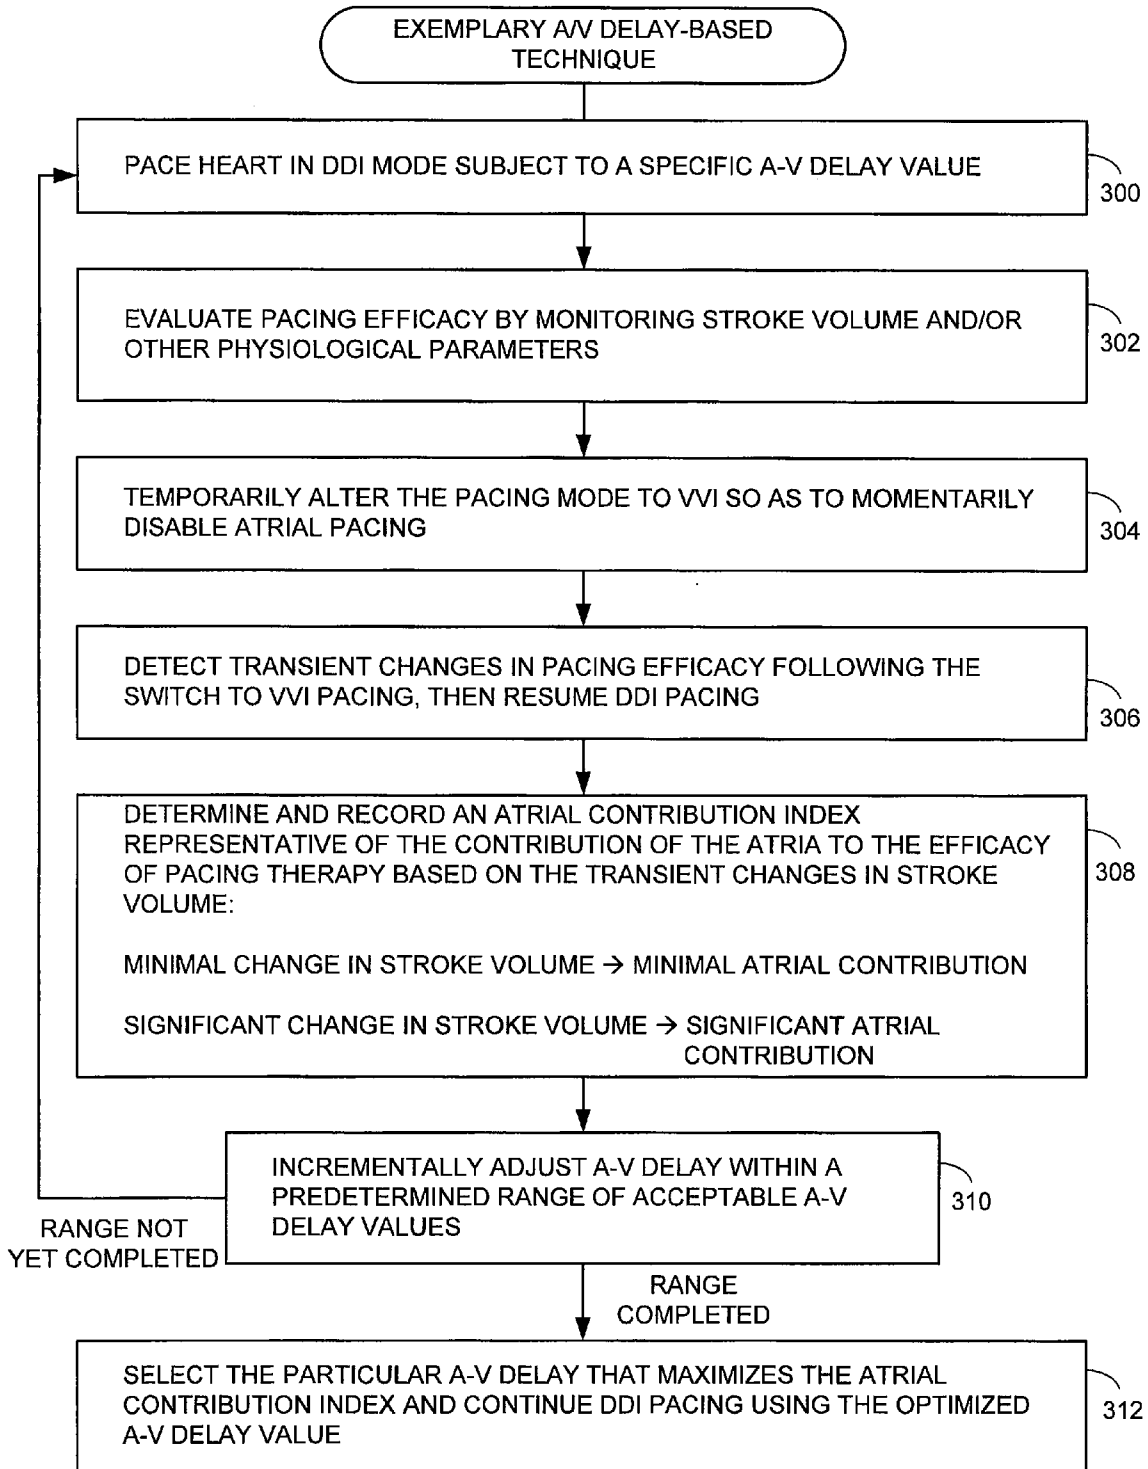 EXEMPLARY A/V DELAY-BASED
TECHNIQUE
PACE HEART IN DDI MODE SUBJECT TO A SPECIFIC A-V DELAY VALUE
300
EVALUATE PACING EFFICACY BY MONITORING STROKE VOLUME AND/OR
OTHER PHYSIOLOGICAL PARAMETERS
302
TEMPORARILY ALTER THE PACING MODE TO VVI SO AS TO MOMENTARILY
DISABLE ATRIAL PACING
304
DETECT TRANSIENT CHANGES IN PACING EFFICACY FOLLOWING THE
SWITCH TO VVI PACING, THEN RESUME DDI PACING
306
DETERMINE AND RECORD AN ATRIAL CONTRIBUTION INDEX
REPRESENTATIVE OF THE CONTRIBUTION OF THE ATRIA TO THE EFFICACY
OF PACING THERAPY BASED ON THE TRANSIENT CHANGES IN STROKE
VOLUME:
308
MINIMAL CHANGE IN STROKE VOLUME → MINIMAL ATRIAL CONTRIBUTION
SIGNIFICANT CHANGE IN STROKE VOLUME → SIGNIFICANT ATRIAL
CONTRIBUTION
INCREMENTALLY ADJUST A-V DELAY WITHIN A
PREDETERMINED RANGE OF ACCEPTABLE A-V
DELAY VALUES
310
RANGE NOT
YET COMPLETED
RANGE
COMPLETED
SELECT THE PARTICULAR A-V DELAY THAT MAXIMIZES THE ATRIAL
CONTRIBUTION INDEX AND CONTINUE DDI PACING USING THE OPTIMIZED
A-V DELAY VALUE
312